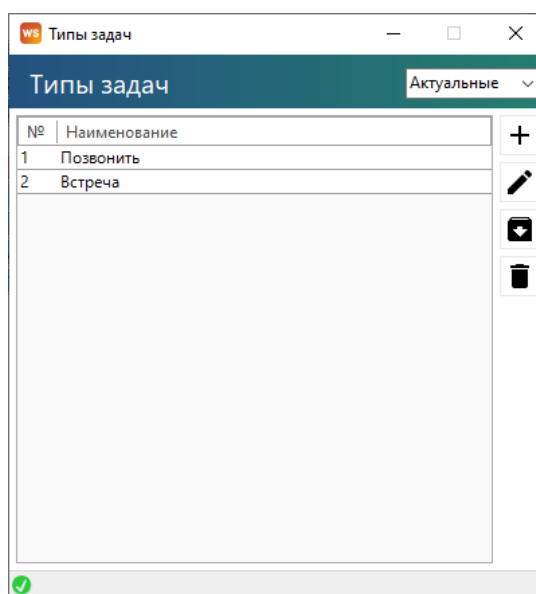 WS Типы задач
Типы задач Актуальные
№ Наименование
1 Позвонить
2 Встреча